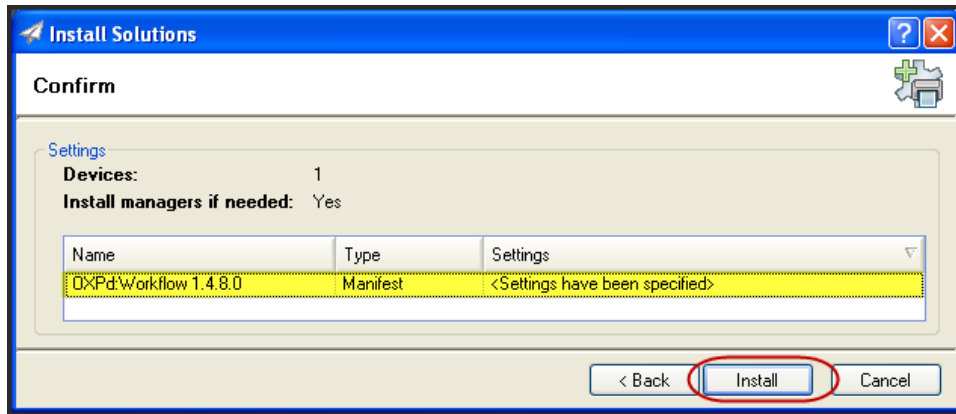 Install Solutions
?
Confirm
Settings
Devices: 1
Install managers if needed: Yes
Name Type Settings
OXPd:Workflow 1.4.8.0 Manifest <Settings have been specified>
< Back Install Cancel